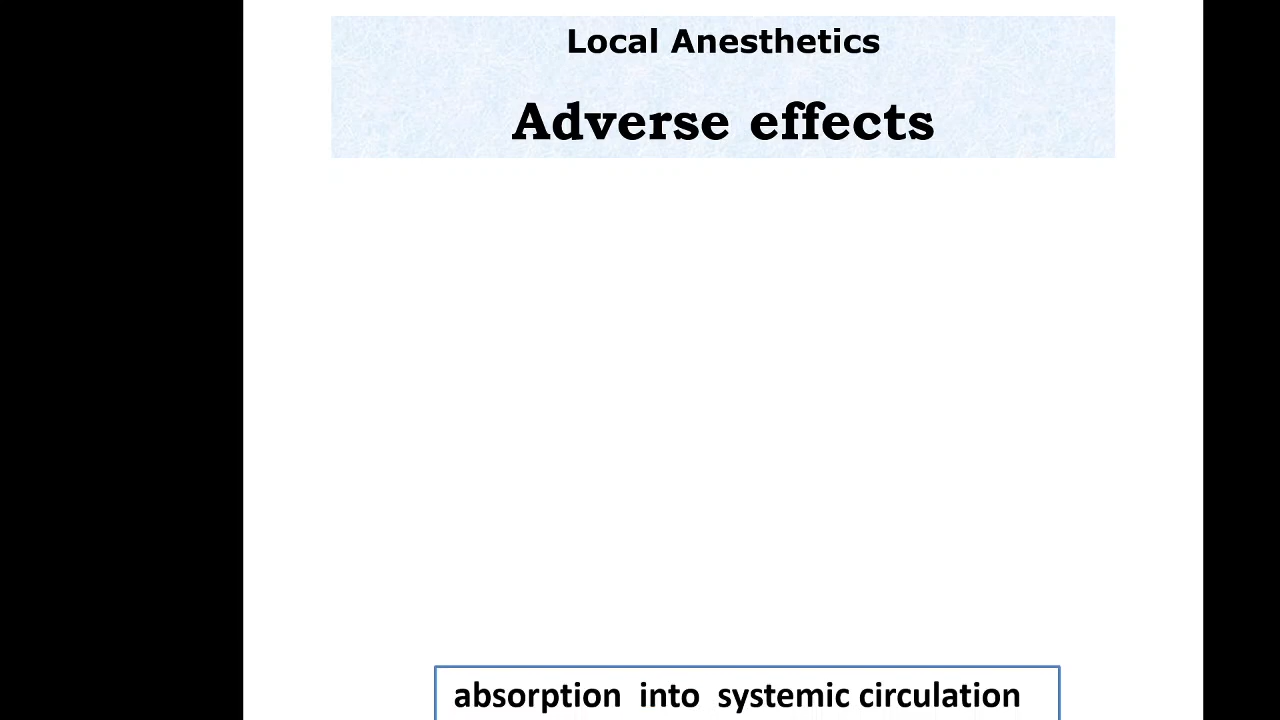 Local Anesthetics
Adverse effects
absorption into systemic circulation